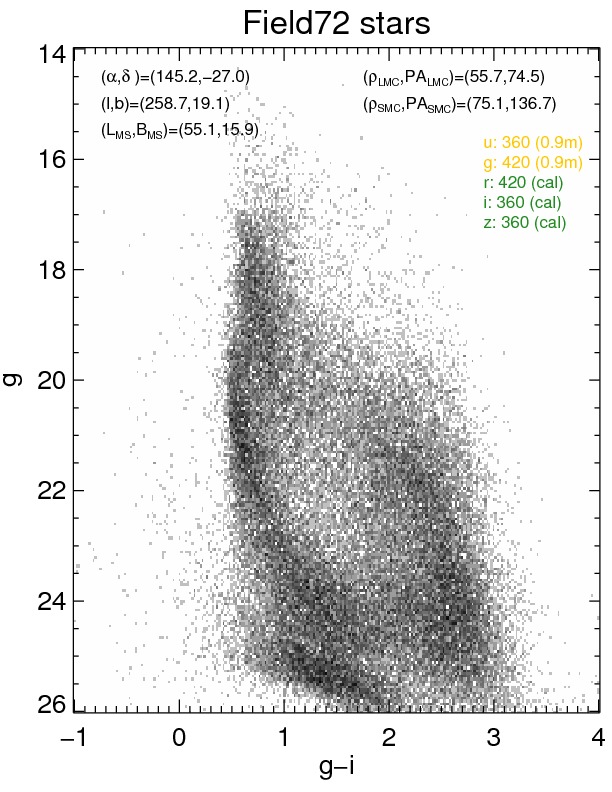 Field72 stars
(α,δ )=(145.2,−27.0)
(ρLMC,PALMC)=(55.7,74.5)
(l,b)=(258.7,19.1)
(ρSMC,PASMC)=(75.1,136.7)
(LMS,BMS)=(55.1,15.9)
u: 360 (0.9m)
g: 420 (0.9m)
r: 420 (cal)
i: 360 (cal)
z: 360 (cal)
14
16
18
20
22
24
26
g
−1 0 1 2 3 4
g−i